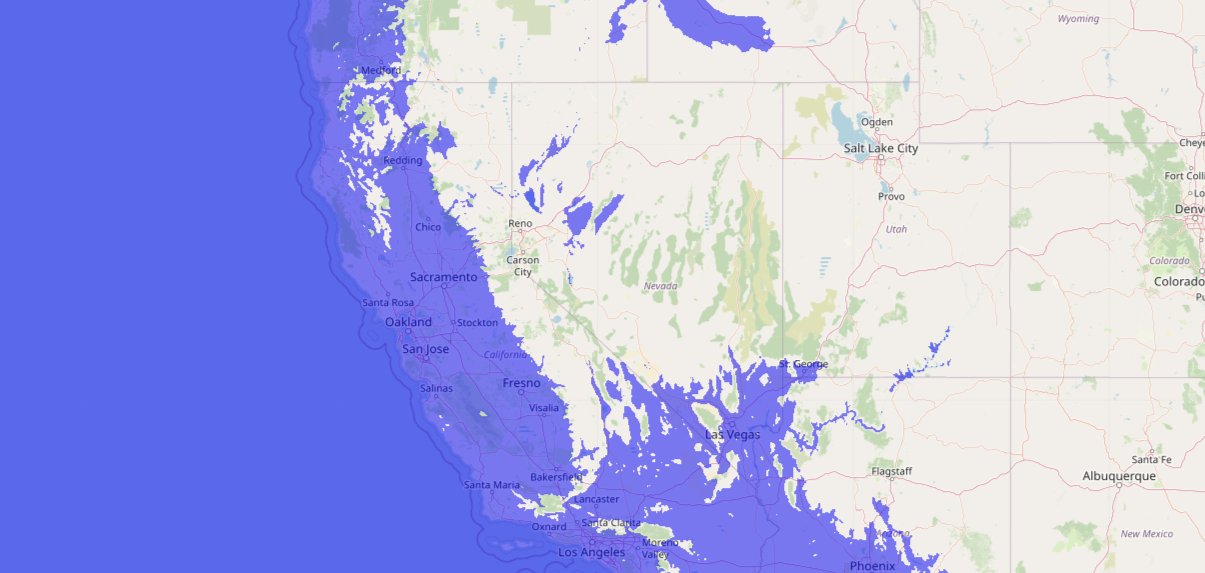 Wyoming
Medford
Ogden
Salt Lake City
Cheye
Redding
Fort Colli
Provo
Lo
Denv
Chico
Reno
Utah
Carson
City
Colorado
Sacramento
Nevada
Colorado
Santa Rosa
Pu
Oakland
Stockton
San Jose
California
St. George
Fresno
Salinas
Visalia
Las Vegas
Santa Fe
Flagstaff
Albuquerque
Bakersfield
Santa Maria
Lancaster
Oxnard
Santa Clarita
Arizona
New Mexico
Moreno
Valley
Los Angeles
Phoenix